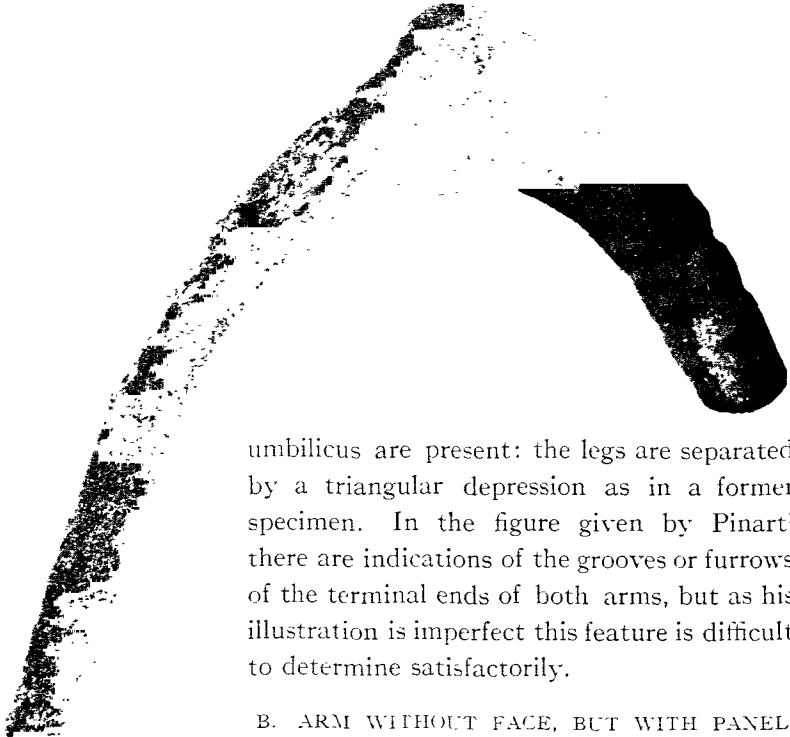 umbilicus are present: the legs are separated
by a triangular depression as in a former
specimen. In the figure given by Pinart
there are indications of the grooves or furrows
of the terminal ends of both arms, but as his
illustration is imperfect this feature is difficult
to determine satisfactorily.
B. ARM WITHOUT FACE, BUT WITH PANEL